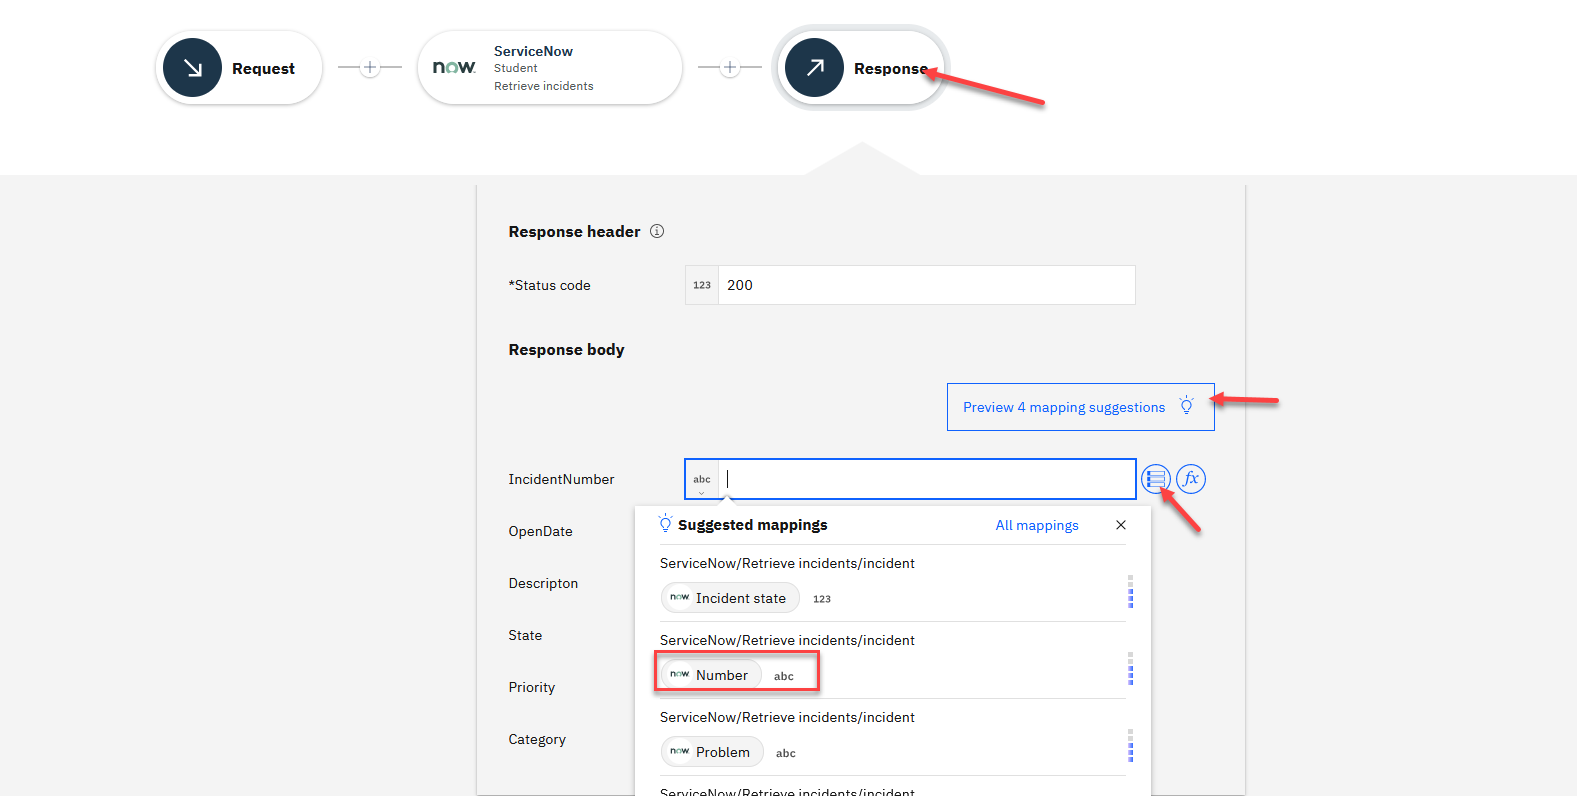 Request
now.
ServiceNow
Student
Retrieve incidents
Response
Response header
*Status code
123
200
Response body
Preview 4 mapping suggestions
IncidentNumber
abc
fx
Suggested mappings
All mappings
OpenDate
ServiceNow/Retrieve incidents/incident
Descripton
now.
Incident state
123
State
ServiceNow/Retrieve incidents/incident
Priority
now.
Number
abc
ServiceNow/Retrieve incidents/incident
Category
now.
Problem
abc
ServiceNow/Retrieve incidents/incident